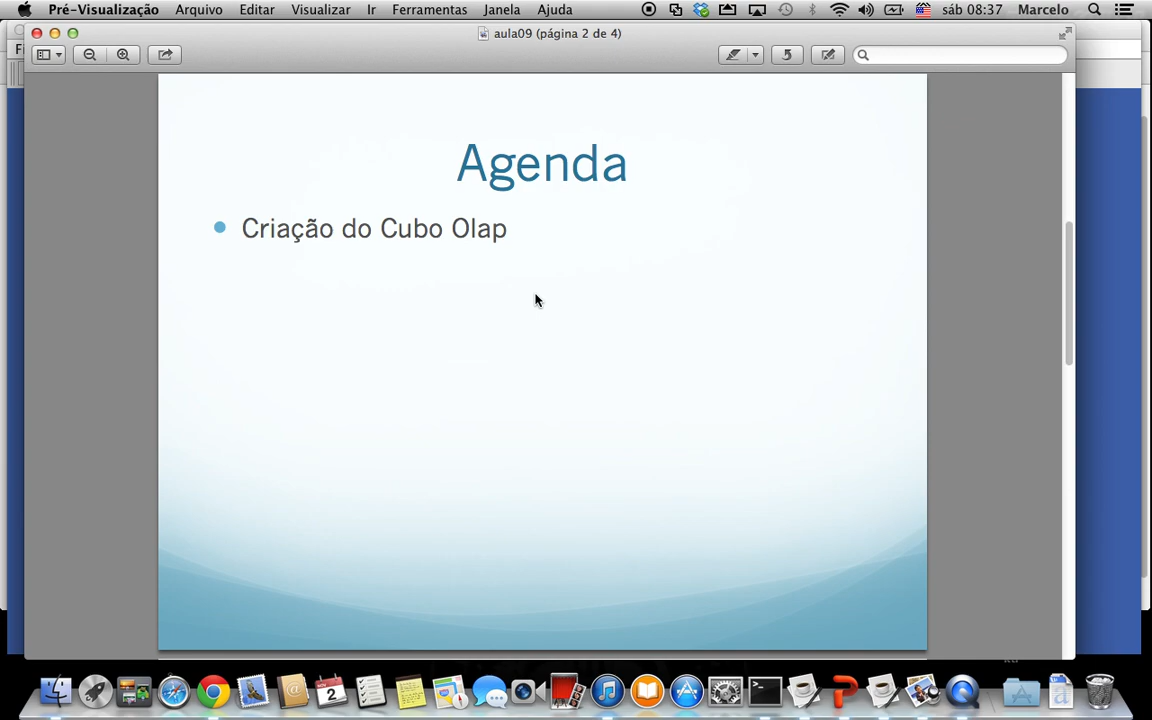 Pré-Visualização Arquivo Editar Visualizar Ir Ferramentas Janela Ajuda sáb 08:37 Marcelo
aula09 (página 2 de 4)
Agenda
Criação do Cubo Olap
2